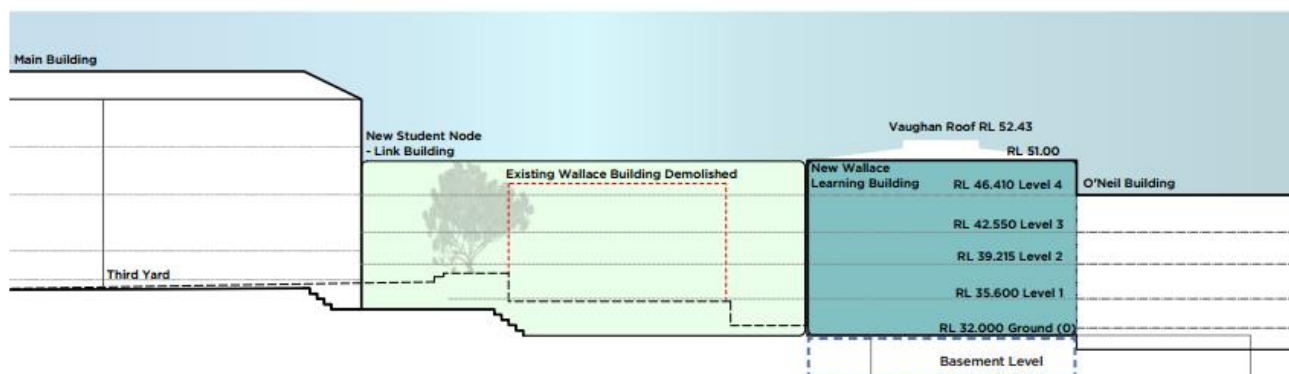 Main Building
New Student Node
- Link Building
Vaughan Roof RL 52.43
RL 51.00
Existing Wallace Building Demolished
New Wallace
Learning Building
RL 46.410 Level 4
O'Neil Building
RL 42.550 Level 3
RL 39.215 Level 2
Third Yard
RL 35.600 Level 1
RL 32.000 Ground (0)
Basement Level